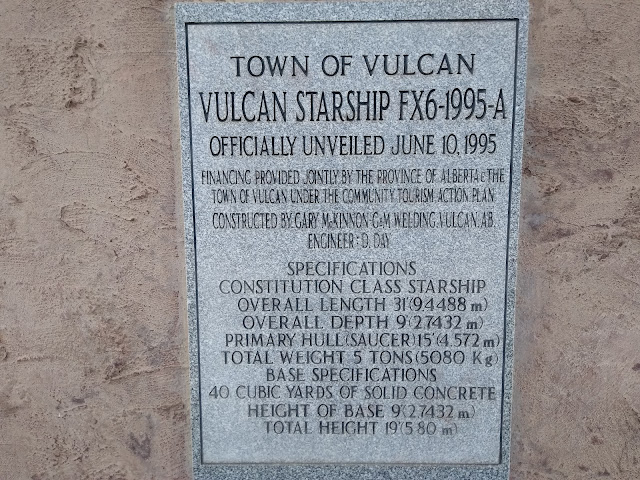 TOWN OF VULCAN
VULCAN STARSHIP FX6-1995-A
OFFICIALLY UNVEILED JUNE 10, 1995
FINANCING PROVIDED JOINTLY BY THE PROVINCE OF ALBERTA & THE
TOWN OF VULCAN UNDER THE COMMUNITY TOURISM ACTION PLAN
CONSTRUCTED BY: GARY McKINNON G&M WELDING, VULCAN, AB.
ENGINEER: D. DAY
SPECIFICATIONS
CONSTITUTION CLASS STARSHIP
OVERALL LENGTH 31'(9.4488 m)
OVERALL DEPTH 9'(2.7432 m)
PRIMARY HULL (SAUCER) 15'(4.572 m)
TOTAL WEIGHT 5 TONS (5080 Kg)
BASE SPECIFICATIONS
40 CUBIC YARDS OF SOLID CONCRETE
HEIGHT OF BASE 9'(2.7432 m)
TOTAL HEIGHT 19'(5.80 m)